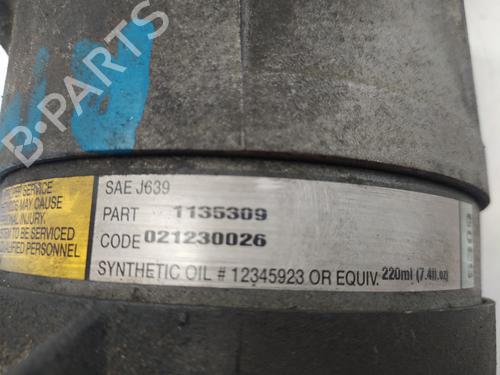 B-PARTS
SERVICE
MAY CAUSE
INJURY.
TO BE SERVICED
PERSONNEL
SAE J639
PART 1135309
CODE 021230026
SYNTHETIC OIL # 12345923 OR EQUIV. 220ml (7.4fl.oz)